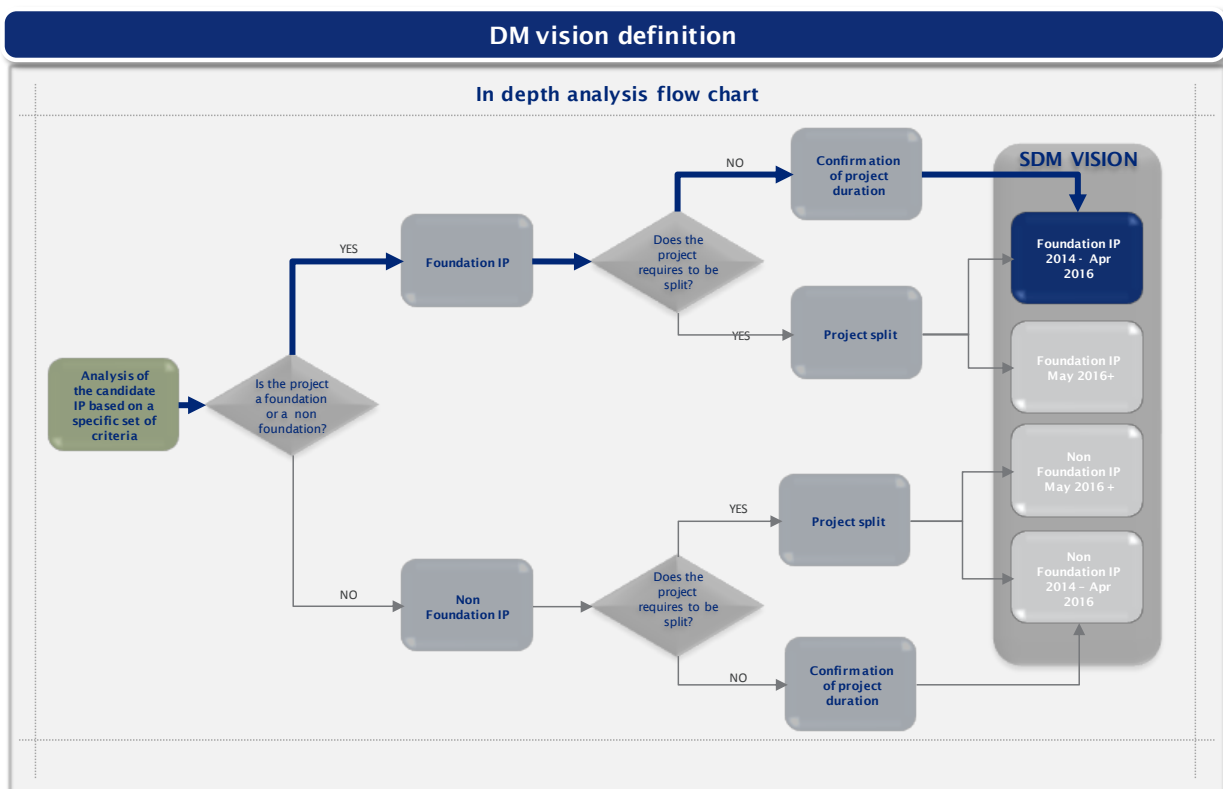 DM vision definition
In depth analysis flow chart
NO
Confirmation
of project
duration
SDM VISION
YES
Foundation IP
Does the
project
requires to be
split?
Foundation IP
2014 - Apr
2016
YES
Project split
Analysis of
the candidate
IP based on a
specific set of
criteria
Is the project
a foundation
or a non
foundation?
Foundation IP
May 2016+
Non
Foundation IP
May 2016 +
YES
Project split
NO
Non
Foundation IP
Does the
project
requires to be
split?
Non
Foundation IP
2014 – Apr
2016
NO
Confirmation
of project
duration